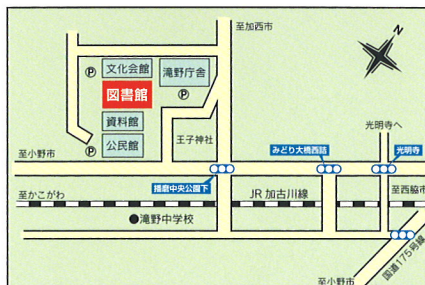 至加西市
N
文化会館
滝野庁舎
P
P
図書館
資料館
公民館
P
王子神社
光明寺へ
至小野市
みどり大橋西詰
光明寺
播磨中央公園下
至かこがわ
JR加古川線
至西脇市
●滝野中学校
国道175号線
至小野市